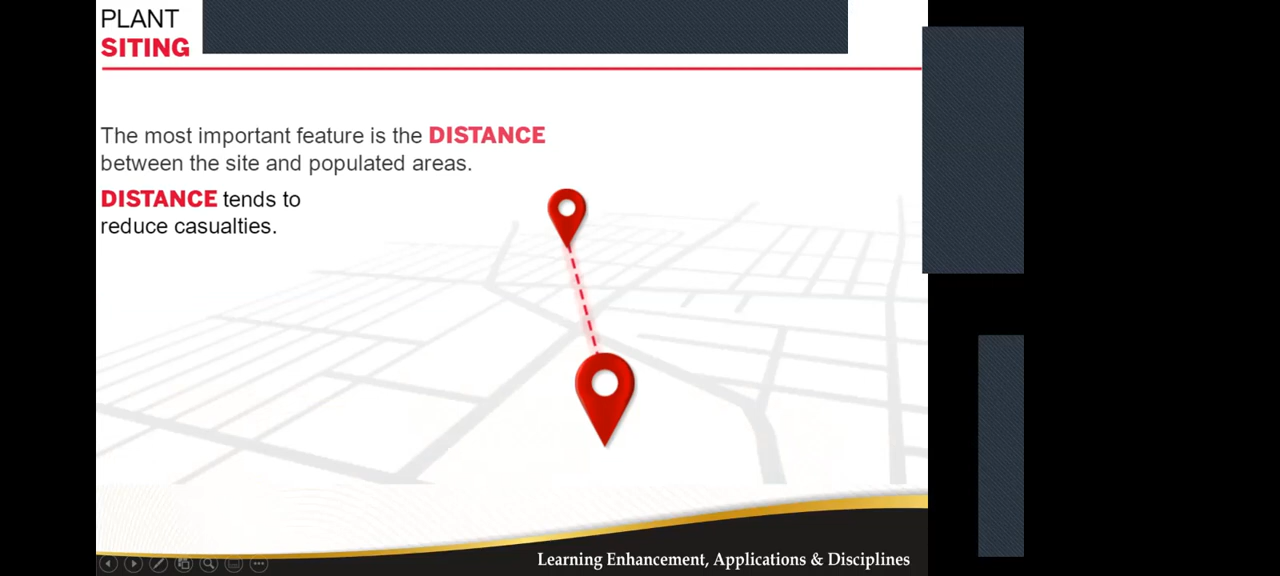 PLANT
SITING
The most important feature is the DISTANCE
between the site and populated areas.
DISTANCE tends to
reduce casualties.
Learning Enhancement, Applications & Disciplines